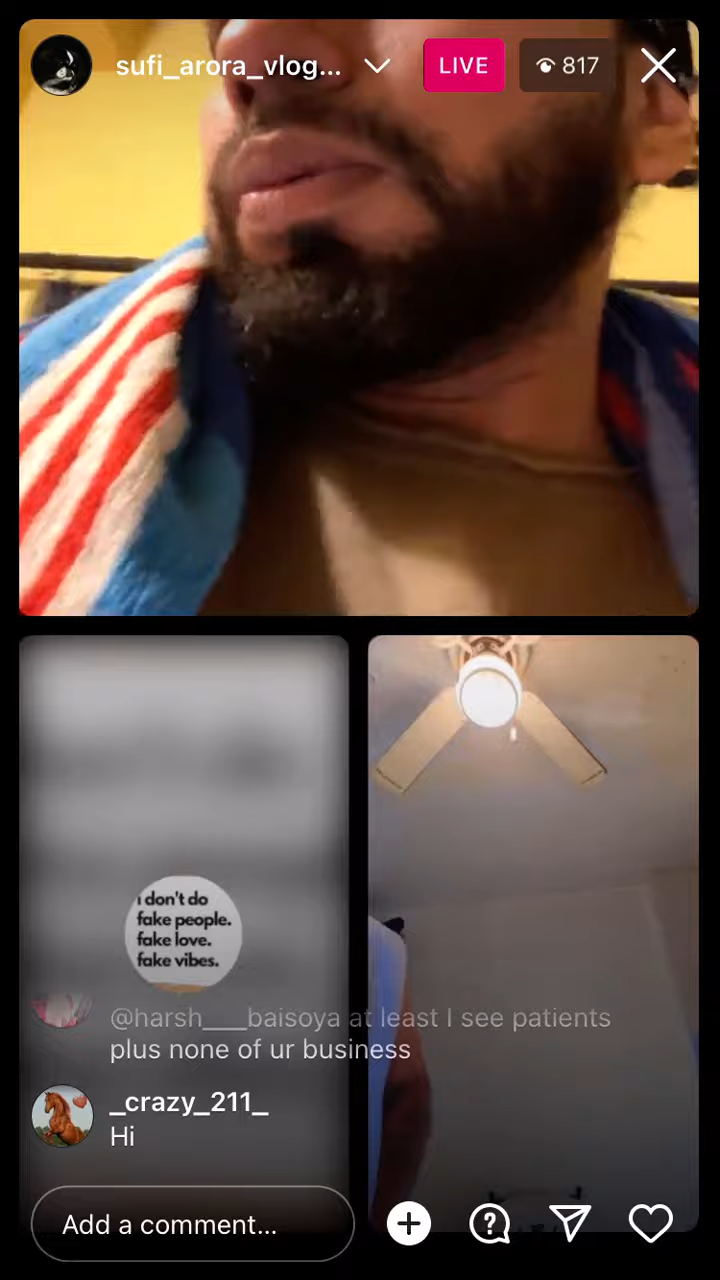 sufi_arora_vlog...
LIVE
817
i don't do
fake people.
fake love.
fake vibes.
@harsh___baisoya at least I see patients
plus none of ur business
_crazy_211_
Hi
Add a comment...